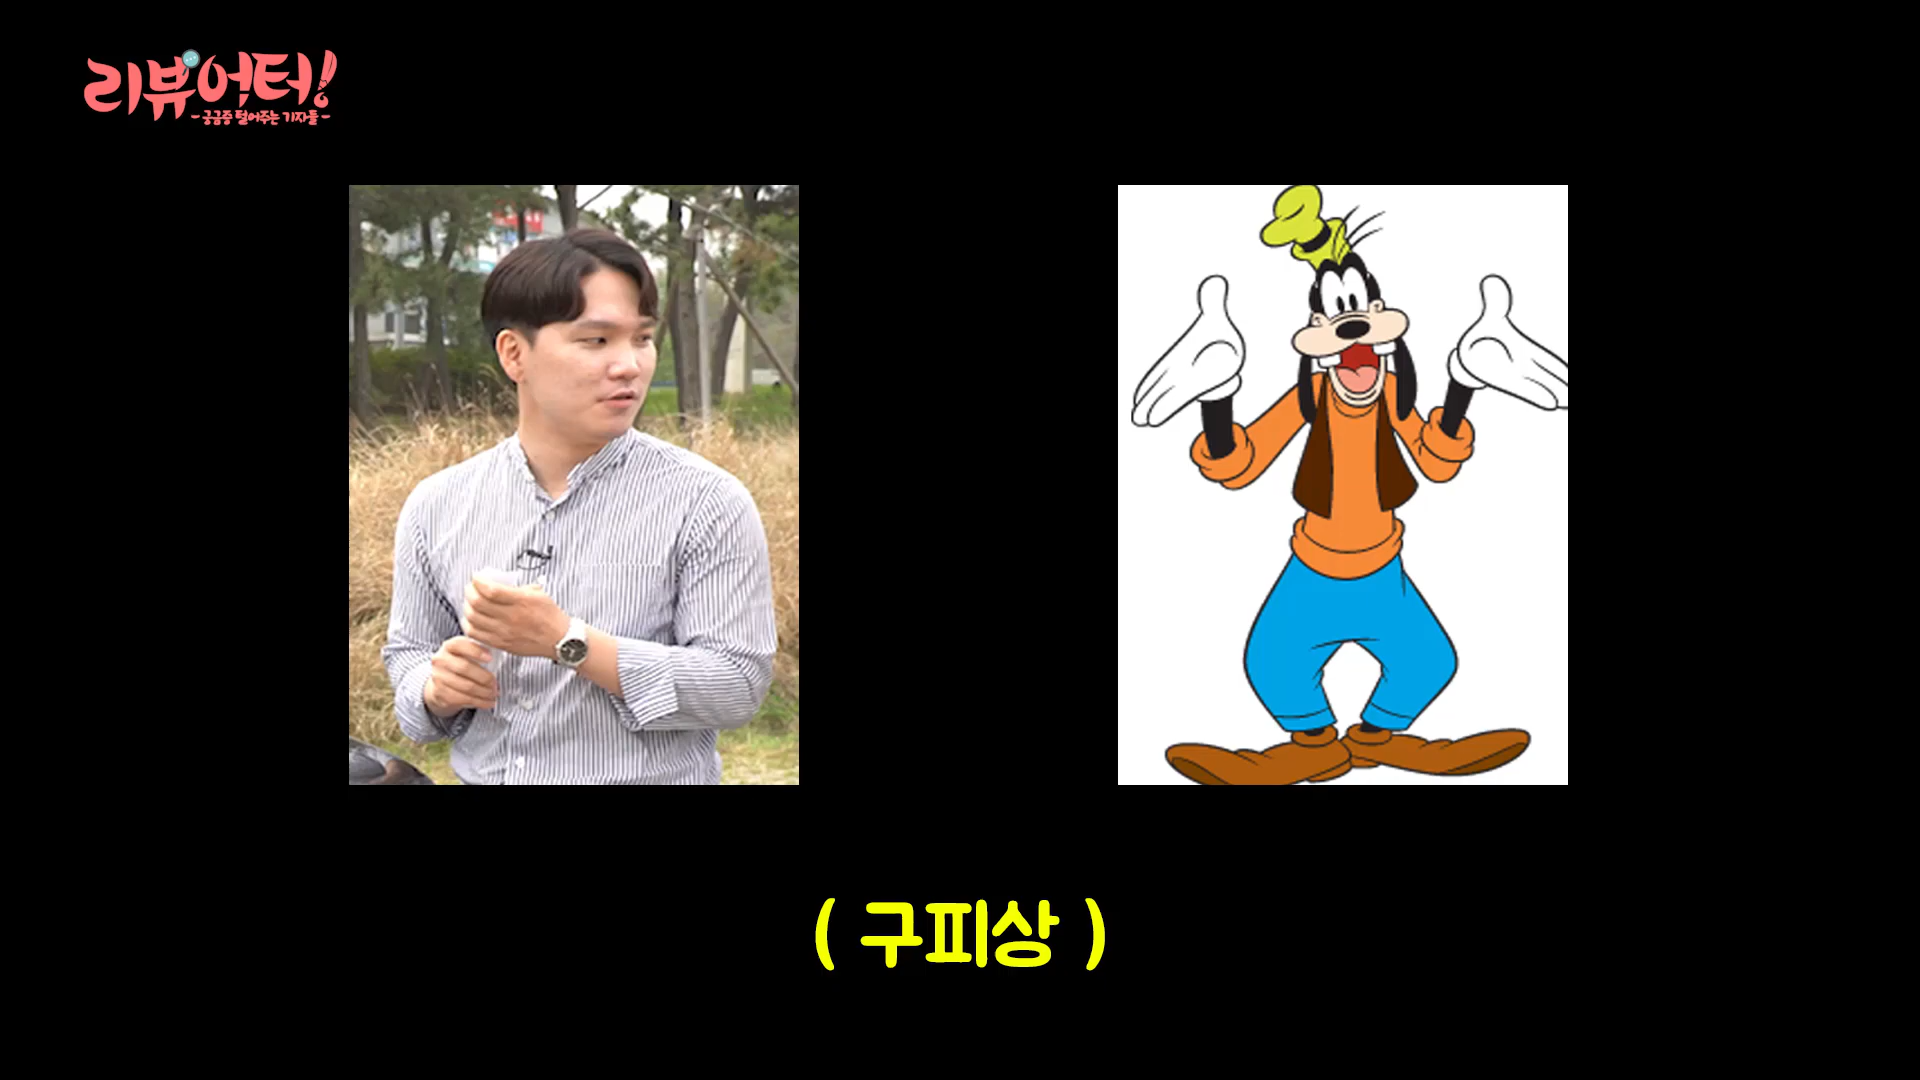 리뷰어터!
- 궁금증 털어주는 기자들 -
( 구피상 )